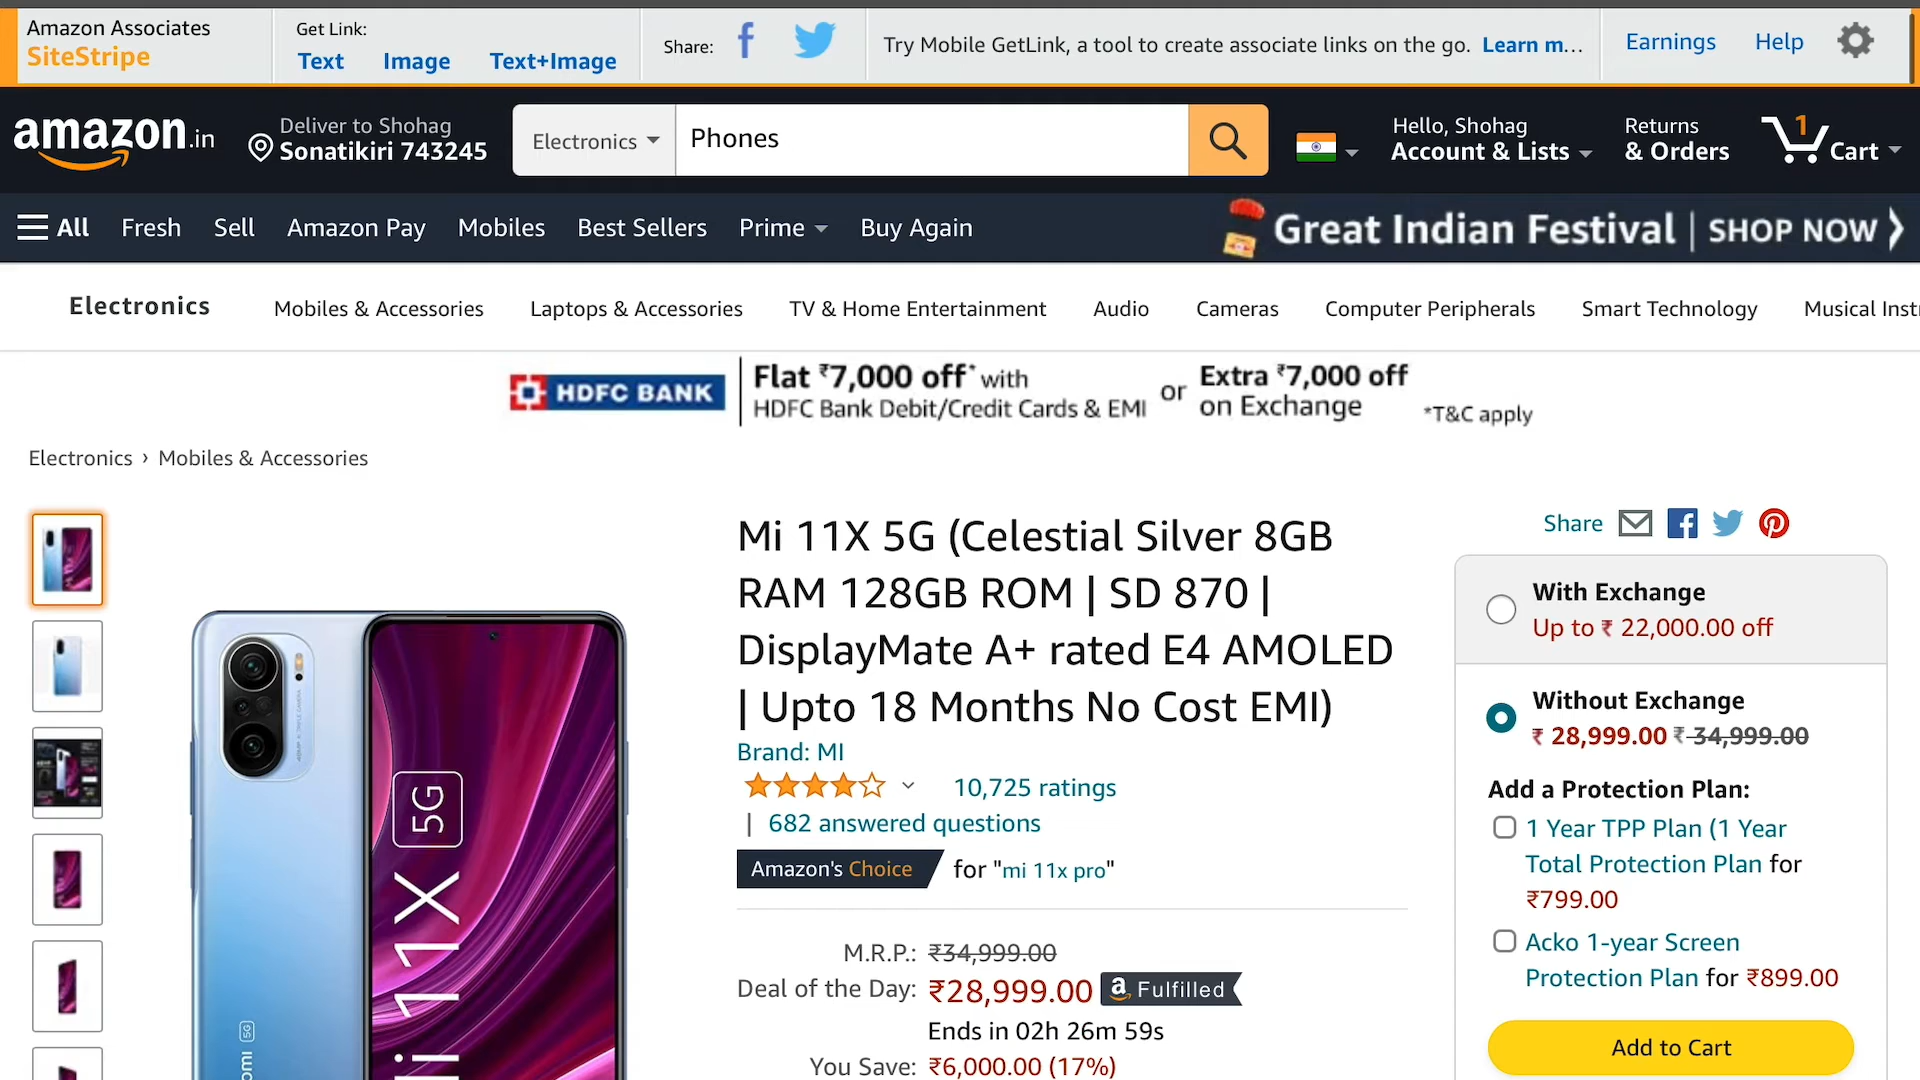 Amazon Associates
SiteStripe
Get Link:
Text Image Text+Image
Share:
Try Mobile GetLink, a tool to create associate links on the go. Learn m...
Earnings Help
amazon.in
Deliver to Shohag
Sonatikiri 743245
Electronics
Phones
Hello, Shohag
Account & Lists
Returns
& Orders
1
Cart
All Fresh Sell Amazon Pay Mobiles Best Sellers Prime Buy Again
Great Indian Festival | SHOP NOW
Electronics Mobiles & Accessories Laptops & Accessories TV & Home Entertainment Audio Cameras Computer Peripherals Smart Technology Musical Inst
HDFC BANK
Flat ₹7,000 off* with
HDFC Bank Debit/Credit Cards & EMI
or
Extra ₹7,000 off
on Exchange
*T&C apply
Electronics › Mobiles & Accessories
5G
Mi 11X
Mi 11X 5G (Celestial Silver 8GB
RAM 128GB ROM | SD 870 |
DisplayMate A+ rated E4 AMOLED
| Upto 18 Months No Cost EMI)
Brand: MI
10,725 ratings
| 682 answered questions
Amazon's Choice for "mi 11x pro"
M.R.P.: ₹34,999.00
Deal of the Day: ₹28,999.00 a Fulfilled
Ends in 02h 26m 59s
You Save: ₹6,000.00 (17%)
Share
With Exchange
Up to ₹ 22,000.00 off
Without Exchange
₹ 28,999.00 ₹ 34,999.00
Add a Protection Plan:
1 Year TPP Plan (1 Year
Total Protection Plan for
₹799.00
Acko 1-year Screen
Protection Plan for ₹899.00
Add to Cart